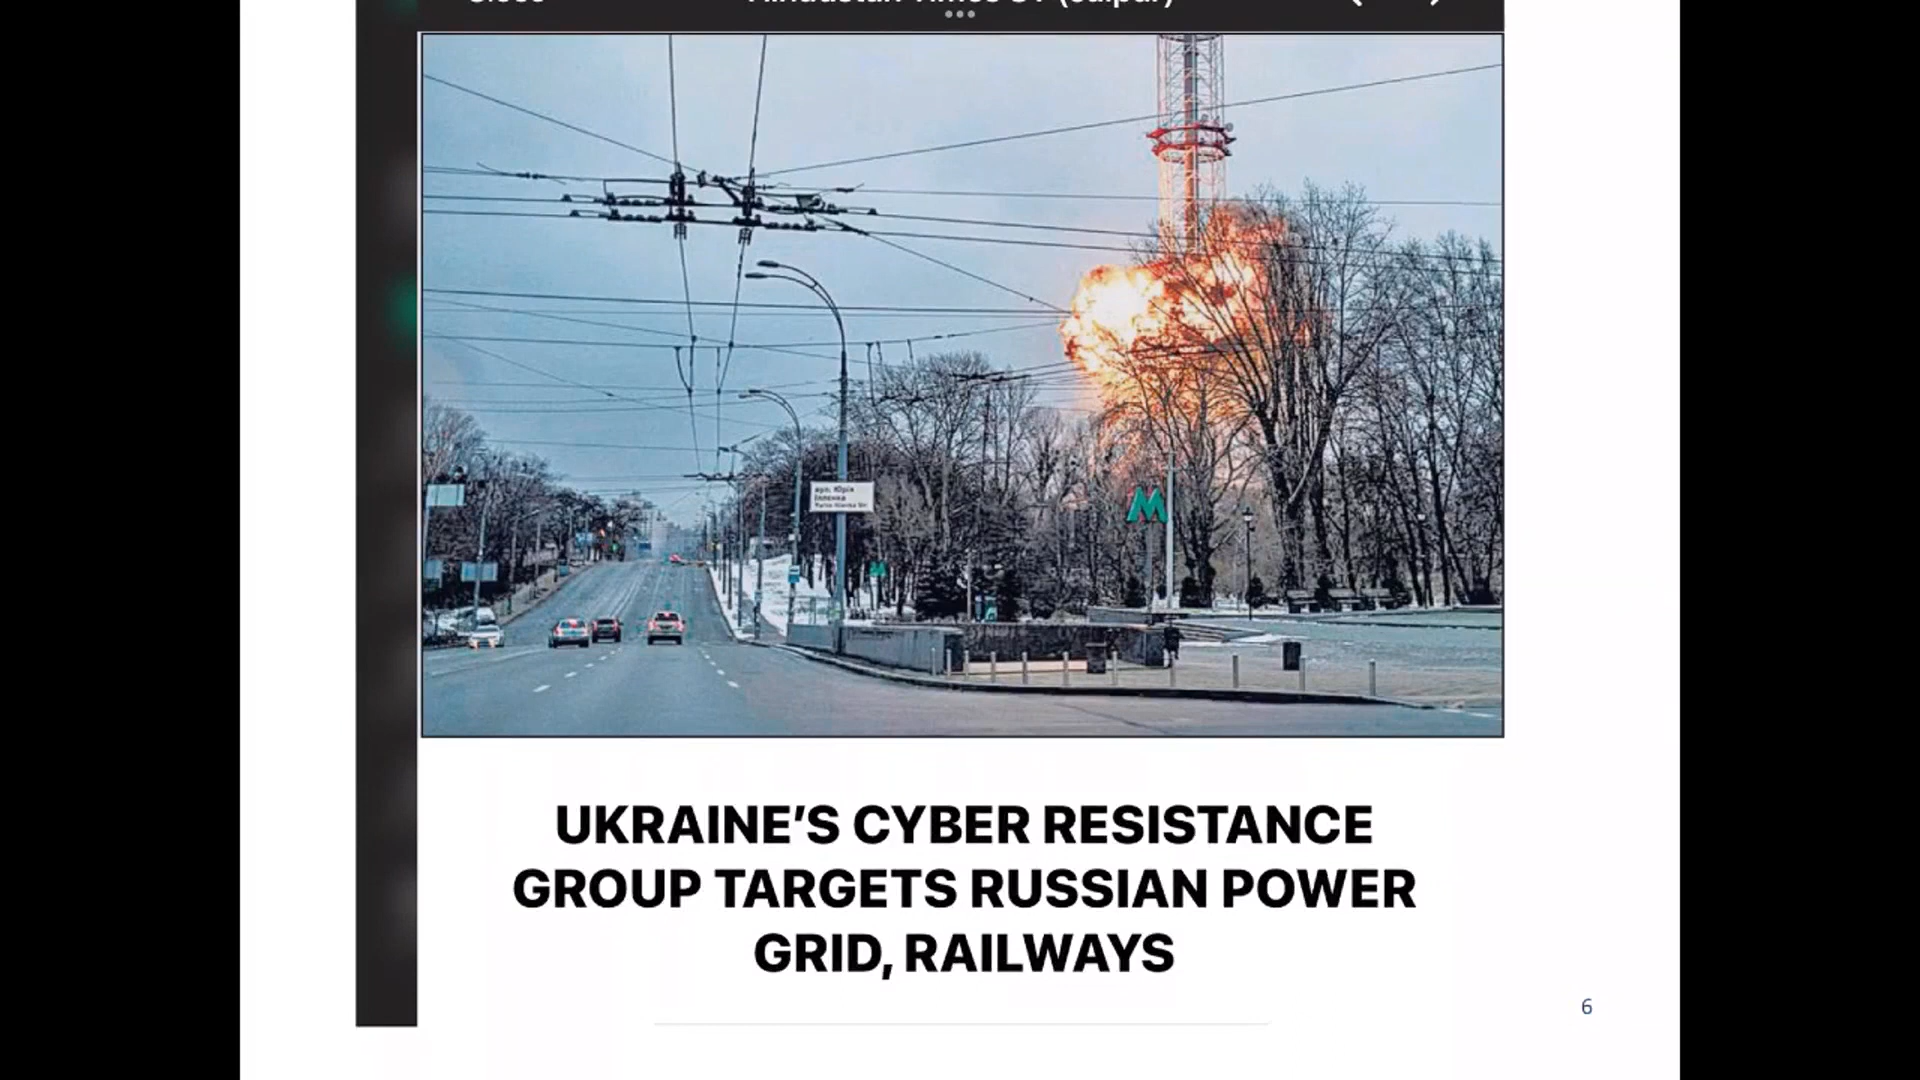 UKRAINE’S CYBER RESISTANCE
GROUP TARGETS RUSSIAN POWER
GRID, RAILWAYS
6